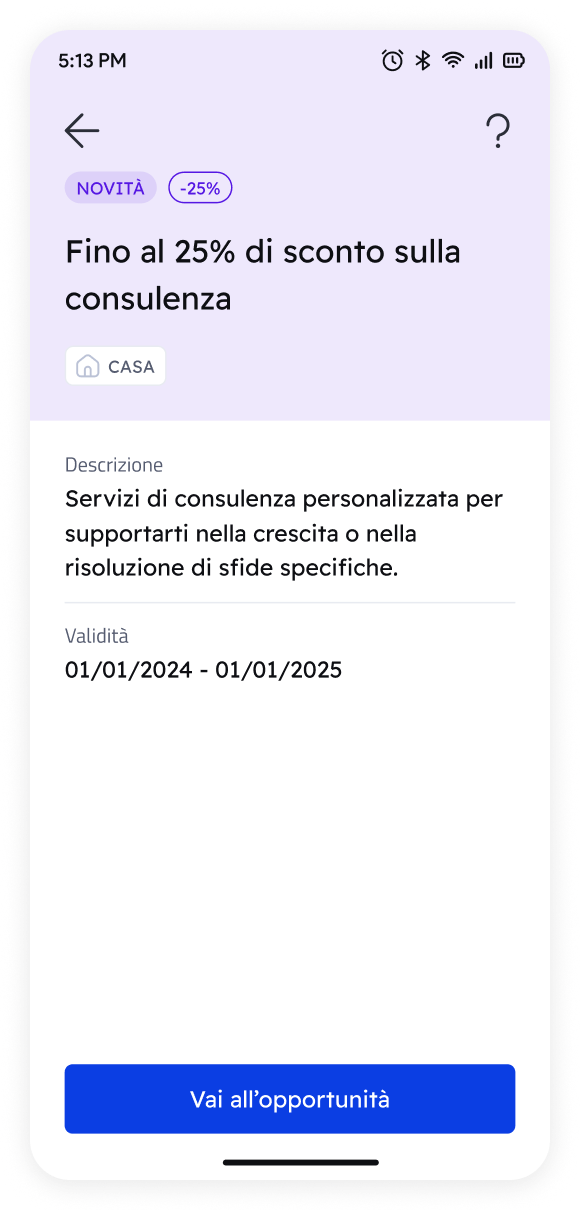 5:13 PM
NOVITÀ -25%
Fino al 25% di sconto sulla
consulenza
CASA
Descrizione
Servizi di consulenza personalizzata per
supportarti nella crescita o nella
risoluzione di sfide specifiche.
Validità
01/01/2024 - 01/01/2025
Vai all’opportunità